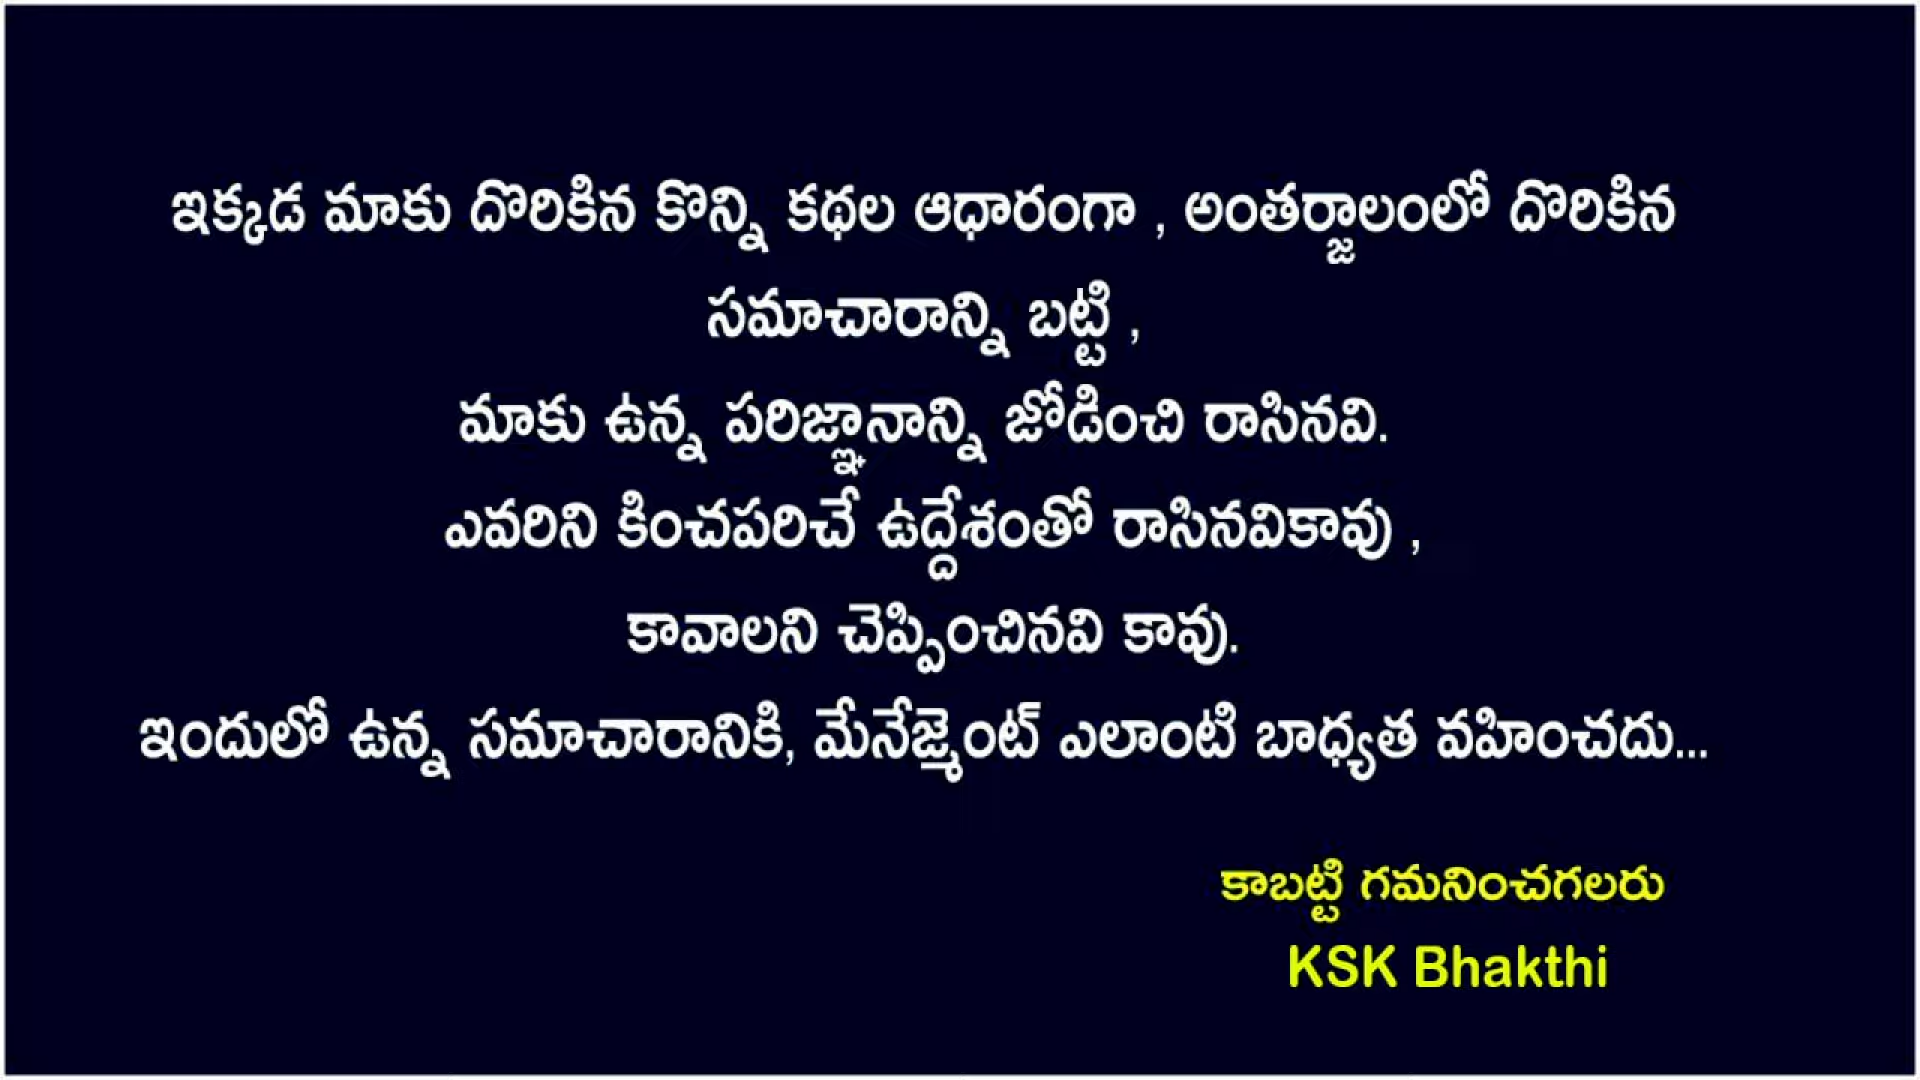 ఇక్కడ మాకు దొరికిన కొన్ని కథల ఆధారంగా , అంతర్జాలంలో దొరికిన
సమాచారాన్ని బట్టి ,
మాకు ఉన్న పరిజ్ఞానాన్ని జోడించి రాసినవి.
ఎవరిని కించపరిచే ఉద్దేశంతో రాసినవికావు ,
కావాలని చెప్పించినవి కావు.
ఇందులో ఉన్న సమాచారానికి, మేనేజ్మెంట్ ఎలాంటి బాధ్యత వహించదు...
కాబట్టి గమనించగలరు
KSK Bhakthi